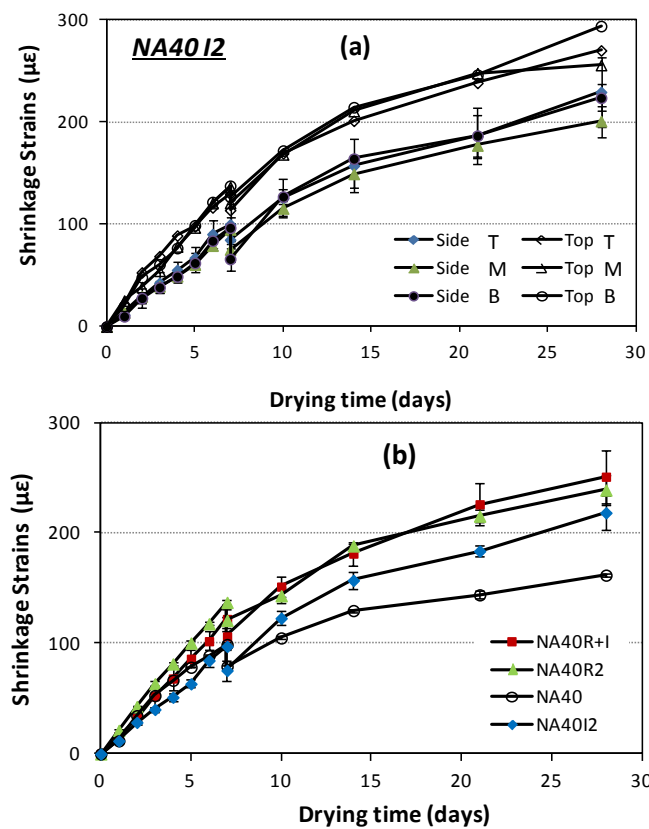 NA40 I2
(a)
300
200
100
0
Shrinkage Strains (με)
Side T
Top T
Side M
Top M
Side B
Top B
0 5 10 15 20 25 30
Drying time (days)
(b)
300
200
100
0
Shrinkage Strains (με)
NA40R+I
NA40R2
NA40
NA40I2
0 5 10 15 20 25 30
Drying time (days)